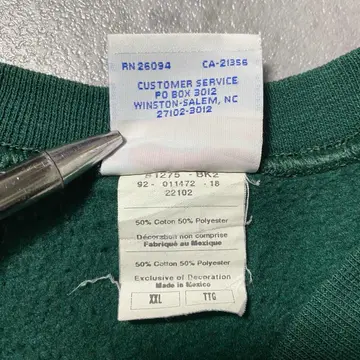 RN 26094 CA-21356
CUSTOMER SERVICE
PO BOX 3012
WINSTON-SALEM, NC
27102-3012
#1275 - BK2
92- 011472 - 18
22102
50% Cotton 50% Polyester
Décoration non comprise
Fabriqué au Mexique
50% Cotton 50% Polyester
Exclusive of Decoration
Made in Mexico
XXL TTG